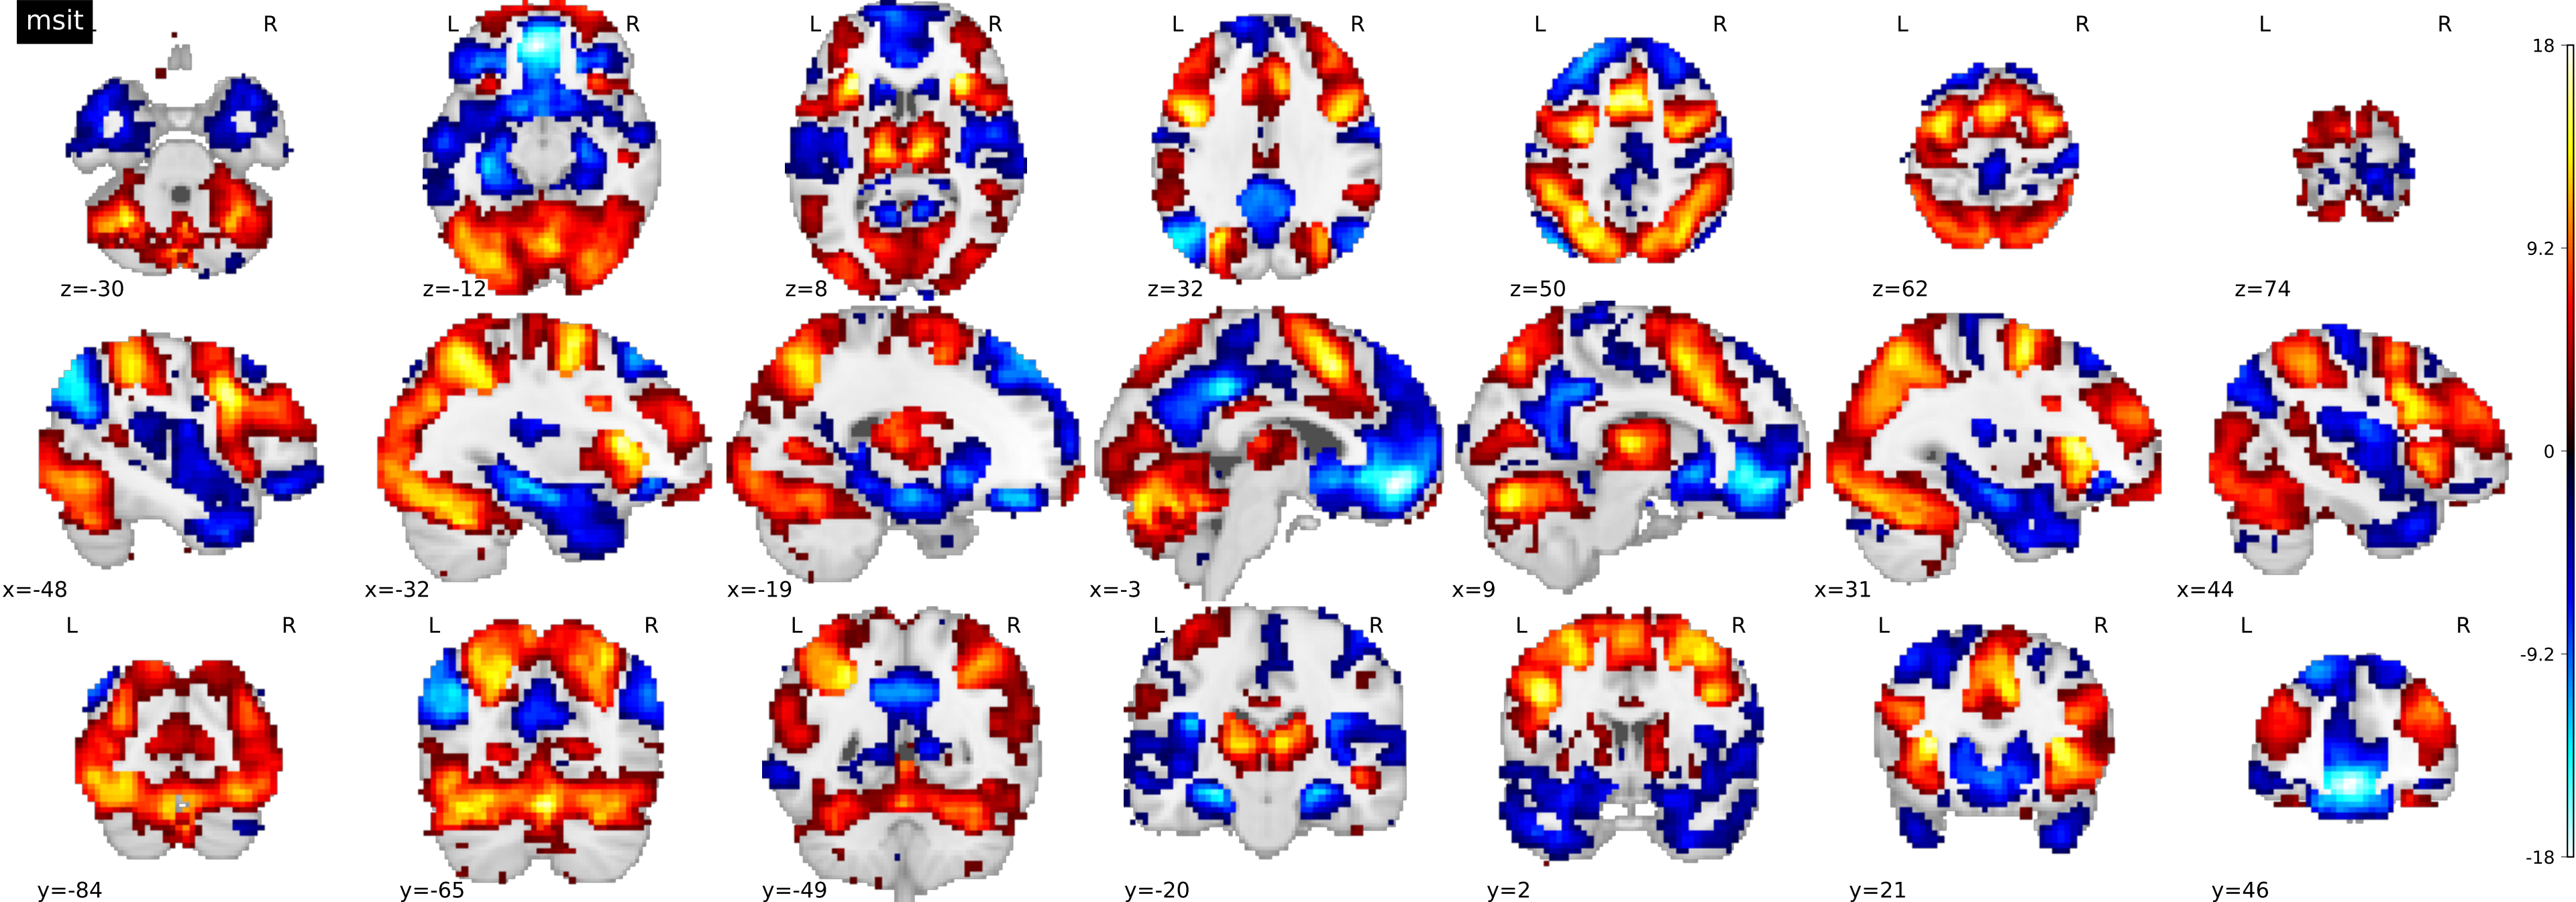 msit
L R L R L R L R L R L R L R
18
9.2
0
-9.2
-18
z=-30 z=-12 z=8 z=32 z=50 z=62 z=74
x=-48 x=-32 x=-19 x=-3 x=9 x=31 x=44
L R L R L R L R L R L R L R
y=-84 y=-65 y=-49 y=-20 y=2 y=21 y=46